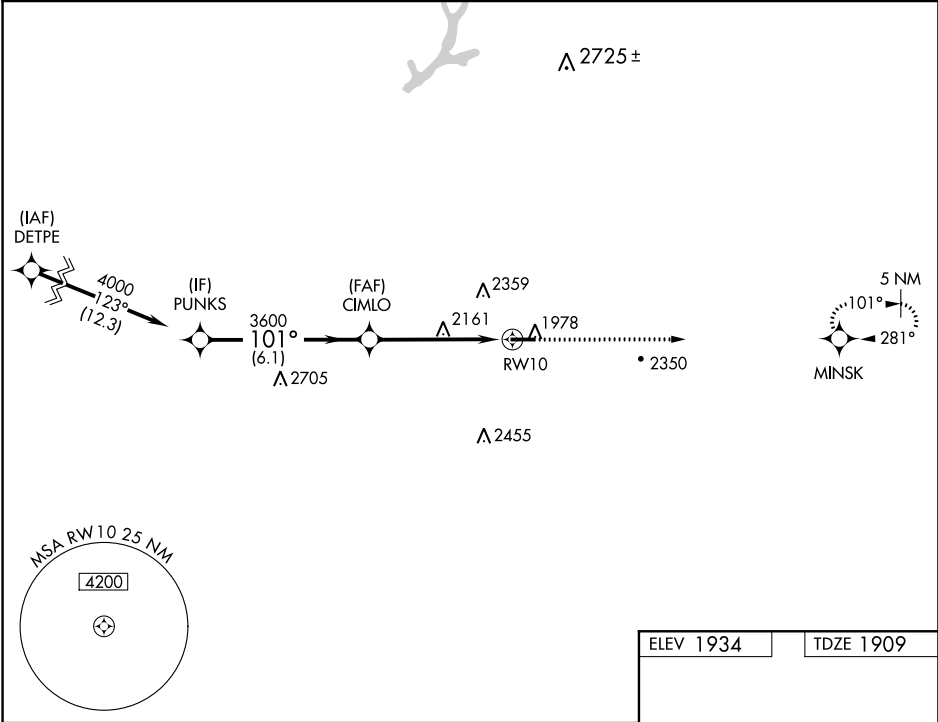 2725 ±
(IAF)
DETPE
4000
123°
(12.3)
(IF)
PUNKS
3600
101°
(6.1)
2705
(FAF)
CIMLO
2359
2161
1978
RW10
2350
2455
5 NM
101°
281°
MINSK
MSA RW10 25 NM
4200
ELEV 1934
TDZE 1909